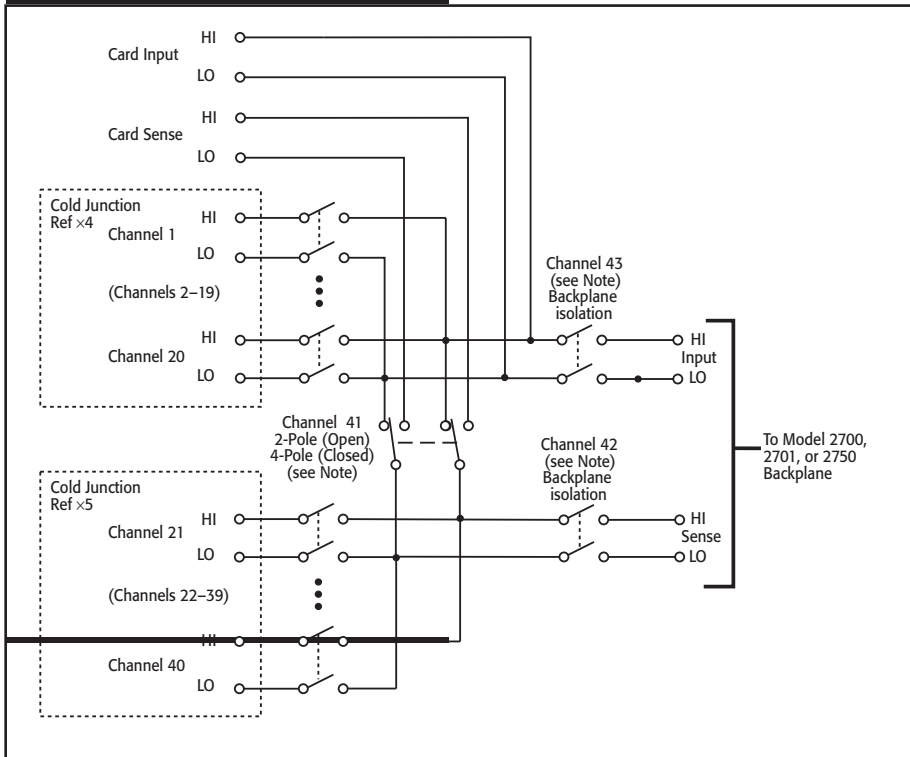 HI
Card Input
LO
HI
Card Sense
LO
Cold Junction
Ref ×4
HI
Channel 1
LO
(Channels 2–19)
HI
Channel 20
LO
Channel 43
(see Note)
Backplane
isolation
HI
Input
LO
Channel 41
2-Pole (Open)
4-Pole (Closed)
(see Note)
Channel 42
(see Note)
Backplane
isolation
To Model 2700,
2701, or 2750
Backplane
Cold Junction
Ref ×5
HI
Channel 21
LO
HI
Sense
LO
(Channels 22–39)
HI
Channel 40
LO